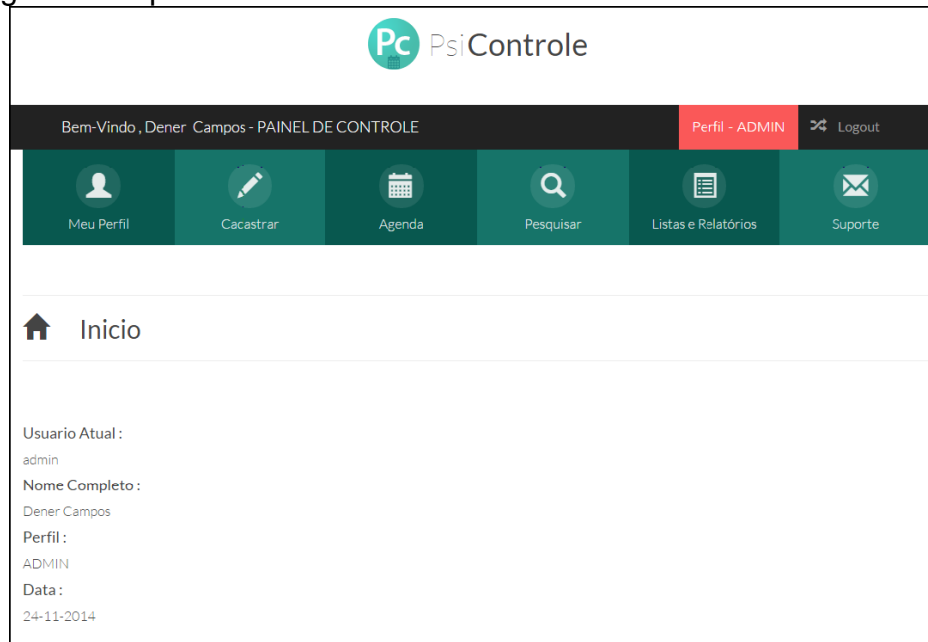 Pc PsiControle
Bem-Vindo , Dener Campos - PAINEL DE CONTROLE Perfil - ADMIN Logout
Meu Perfil Cacastrar Agenda Pesquisar Listas e Relatórios Suporte
Inicio
Usuario Atual :
admin
Nome Completo :
Dener Campos
Perfil :
ADMIN
Data :
24-11-2014